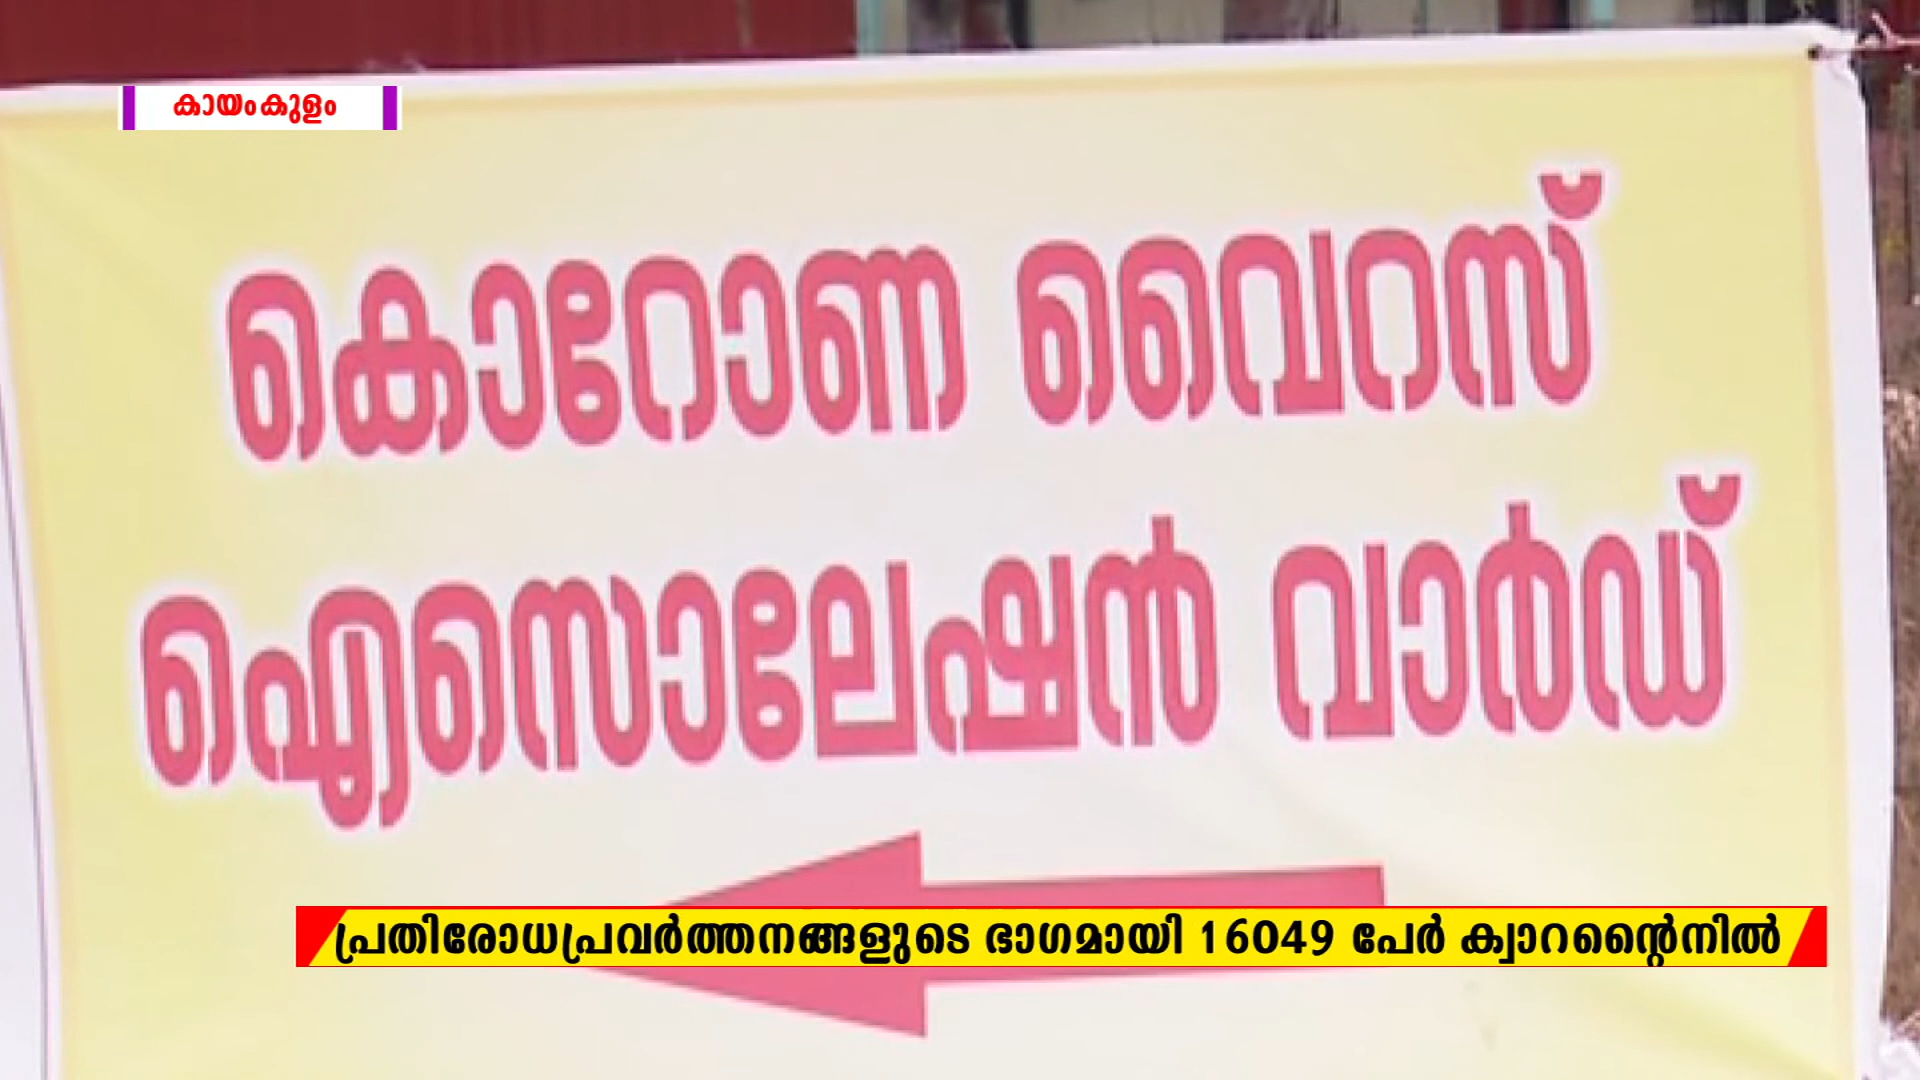 കായംകുളം
കൊറോണ വൈറസ്
ഐസൊലേഷൻ വാർഡ്
പ്രതിരോധപ്രവർത്തനങ്ങളുടെ ഭാഗമായി 16049 പേർ ക്വാറന്റൈനിൽ